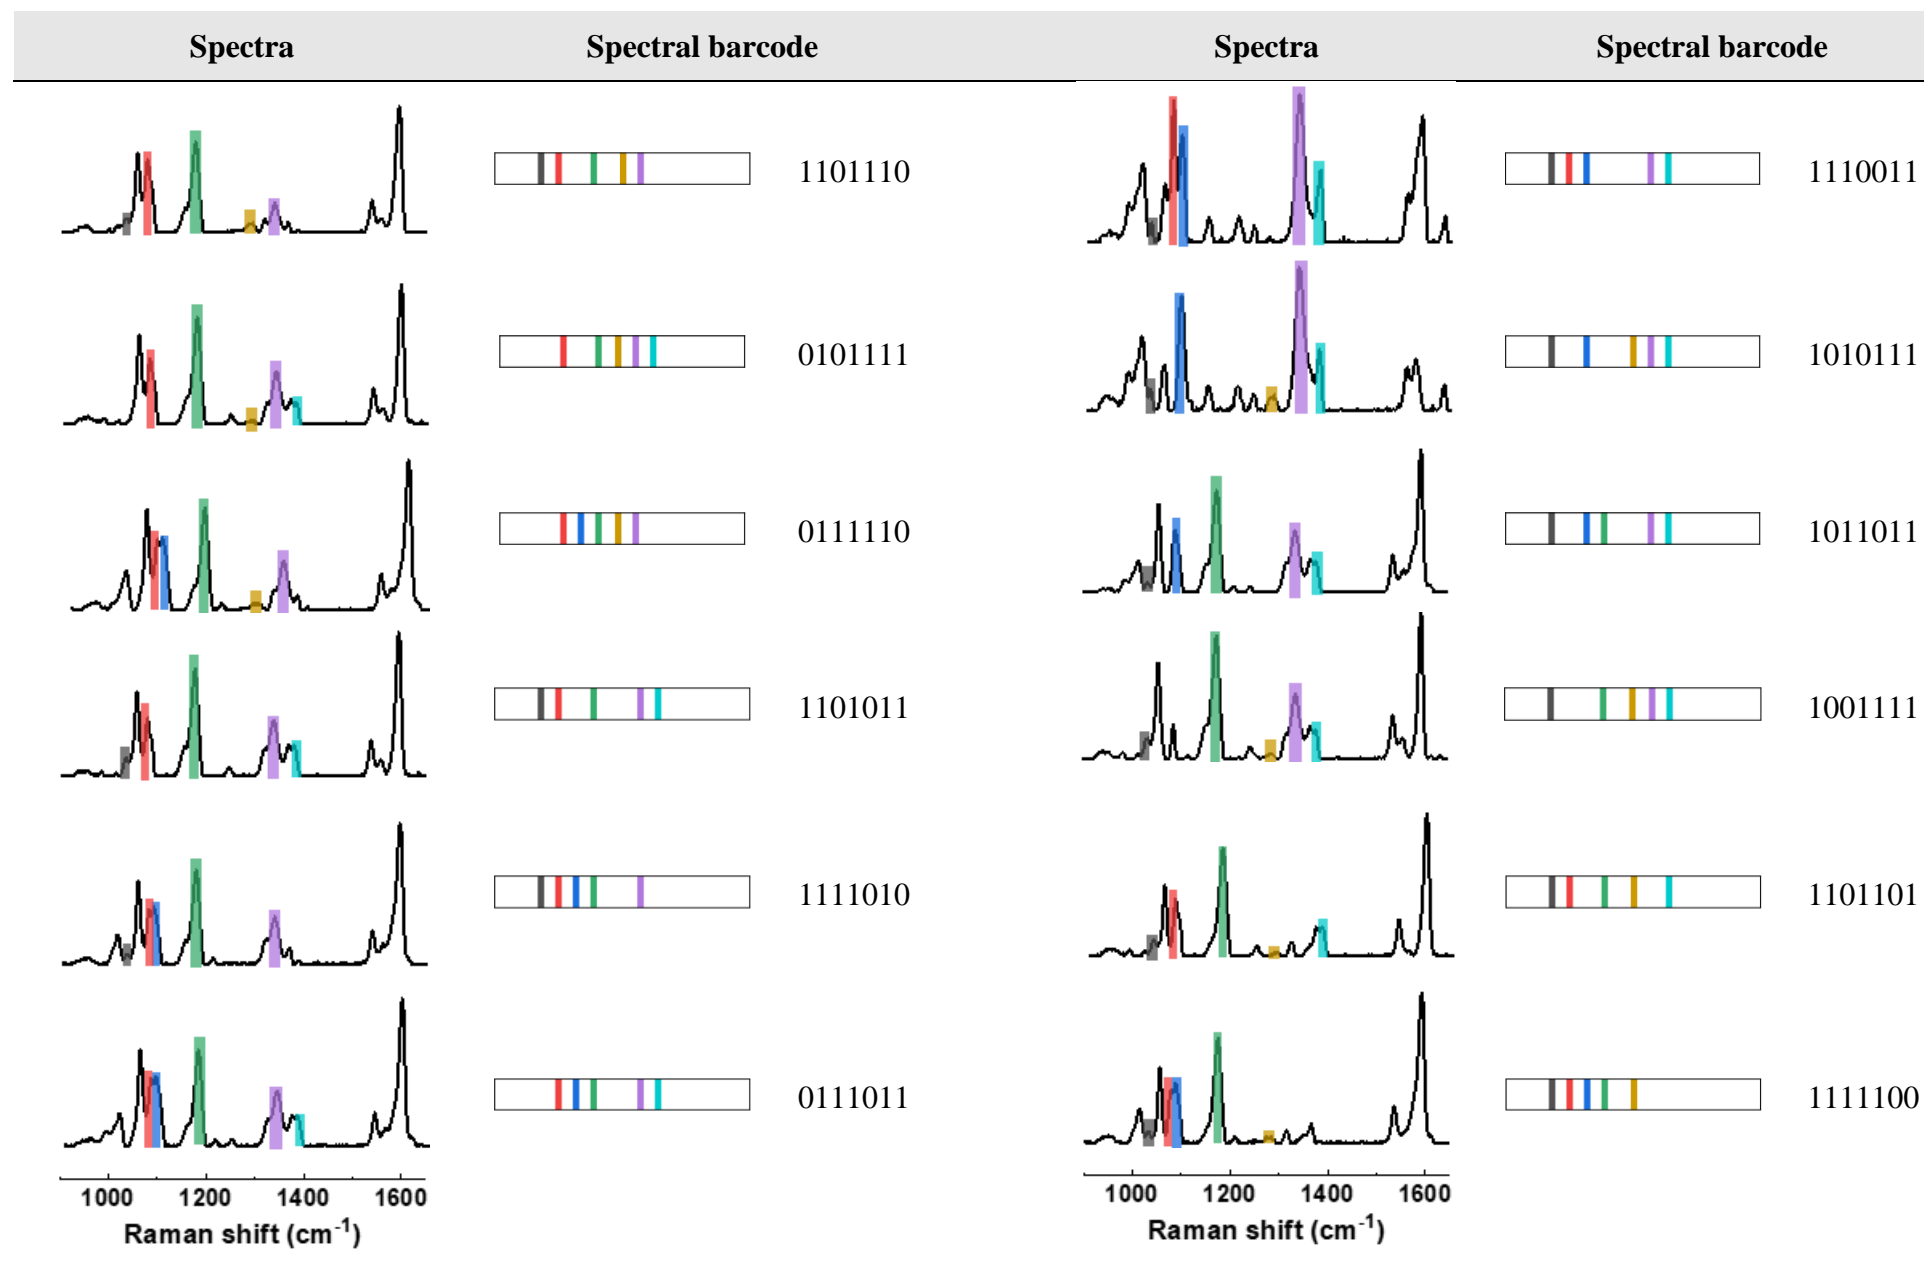 Spectra Spectral barcode Spectra Spectral barcode
1101110 1110011
0101111 1010111
0111110 1011011
1101011 1001111
1111010 1101101
0111011 1111100
1000 1200 1400 1600 1000 1200 1400 1600
Raman shift (cm-1) Raman shift (cm-1)